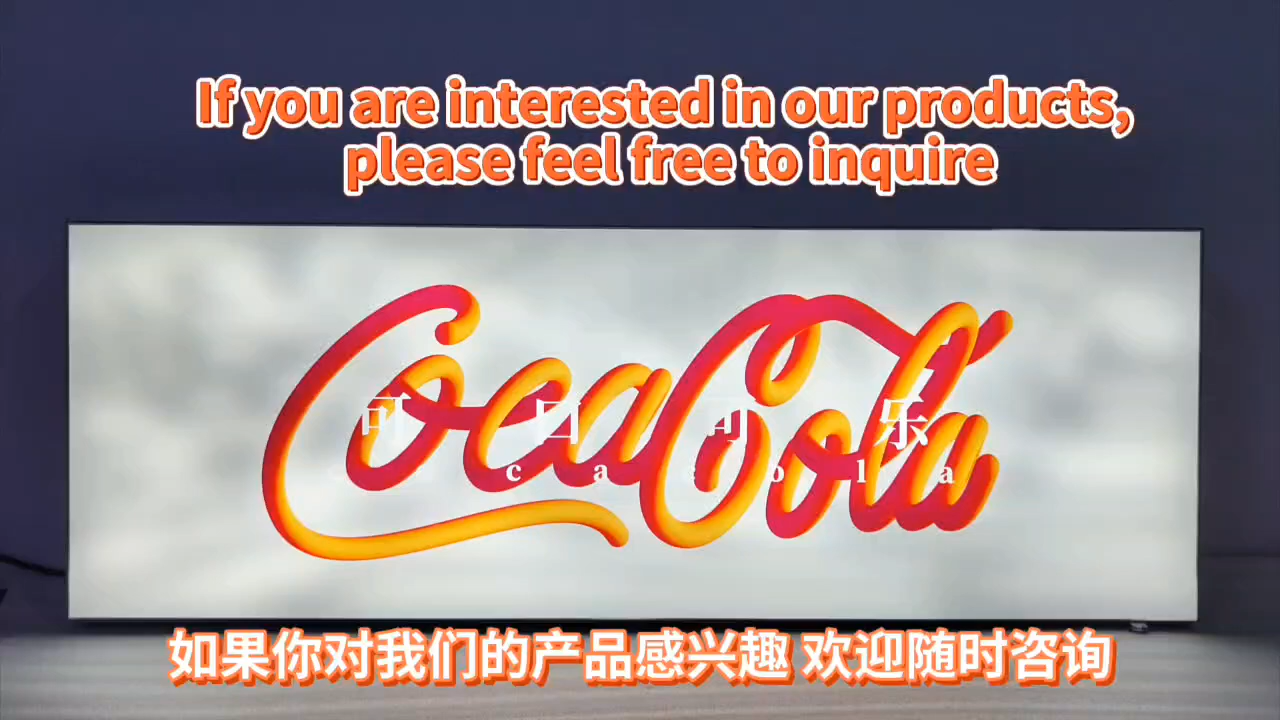 If you are interested in our products,
please feel free to inquire
CocaCola
可口可乐
如果你对我们的产品感兴趣 欢迎随时咨询